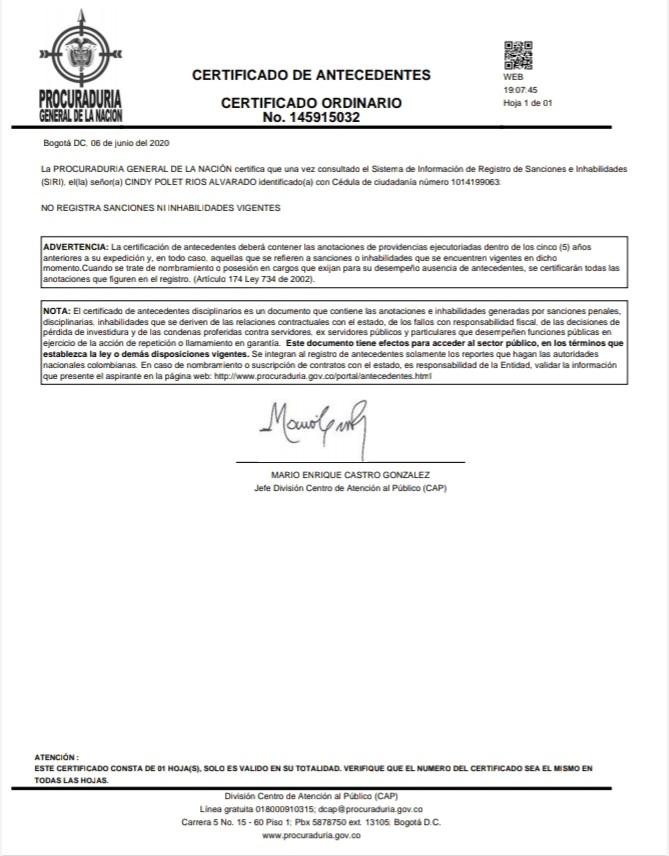 PROCURADURIA
GENERAL DE LA NACIÓN
CERTIFICADO DE ANTECEDENTES
CERTIFICADO ORDINARIO
No. 145915032
WEB
19:07:45
Hoja 1 de 01
Bogotá DC, 06 de junio del 2020
La PROCURADURIA GENERAL DE LA NACIÓN certifica que una vez consultado el Sistema de Información de Registro de Sanciones e Inhabilidades
(SIRI), el(la) señor(a) CINDY POLET RIOS ALVARADO identificado(a) con Cédula de ciudadanía número 1014199063:
NO REGISTRA SANCIONES NI INHABILIDADES VIGENTES
ADVERTENCIA: La certificación de antecedentes deberá contener las anotaciones de providencias ejecutoriadas dentro de los cinco (5) años
anteriores a su expedición y, en todo caso, aquellas que se refieren a sanciones o inhabilidades que se encuentren vigentes en dicho
momento.Cuando se trate de nombramiento o posesión en cargos que exijan para su desempeño ausencia de antecedentes, se certificarán todas las
anotaciones que figuren en el registro. (Artículo 174 Ley 734 de 2002).
NOTA: El certificado de antecedentes disciplinarios es un documento que contiene las anotaciones e inhabilidades generadas por sanciones penales,
disciplinarias, inhabilidades que se deriven de las relaciones contractuales con el estado, de los fallos con responsabilidad fiscal, de las decisiones de
pérdida de investidura y de las condenas proferidas contra servidores, ex servidores públicos y particulares que desempeñen funciones públicas en
ejercicio de la acción de repetición o llamamiento en garantía. Este documento tiene efectos para acceder al sector público, en los términos que
establezca la ley o demás disposiciones vigentes. Se integran al registro de antecedentes solamente los reportes que hagan las autoridades
nacionales colombianas. En caso de nombramiento o suscripción de contratos con el estado, es responsabilidad de la Entidad, validar la información
que presente el aspirante en la página web: http://www.procuraduria.gov.co/portal/antecedentes.html
MARIO ENRIQUE CASTRO GONZALEZ
Jefe División Centro de Atención al Público (CAP)
ATENCIÓN :
ESTE CERTIFICADO CONSTA DE 01 HOJA(S), SOLO ES VALIDO EN SU TOTALIDAD. VERIFIQUE QUE EL NUMERO DEL CERTIFICADO SEA EL MISMO EN
TODAS LAS HOJAS.
División Centro de Atención al Público (CAP)
Línea gratuita 018000910315; dcap@procuraduria.gov.co
Carrera 5 No. 15 - 60 Piso 1; Pbx 5878750 ext. 13105; Bogotá D.C.
www.procuraduria.gov.co